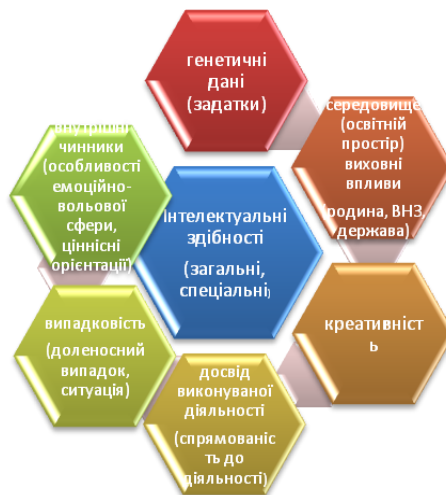 генетичні
дані
(задатки)
середовище
(освітній
простір)
виховні
впливи
(родина, ВНЗ,
держава)
креативніст
ь
досвід
виконуваної
діяльності
(спрямованіс
ть до
діяльності)
випадковість
(доленосний
випадок,
ситуація)
внутрішні
чинники
(особливості
емоційно-
вольової
сфери,
ціннісні
орієнтації)
Інтелектуальні
здібності
(загальні,
спеціальні)